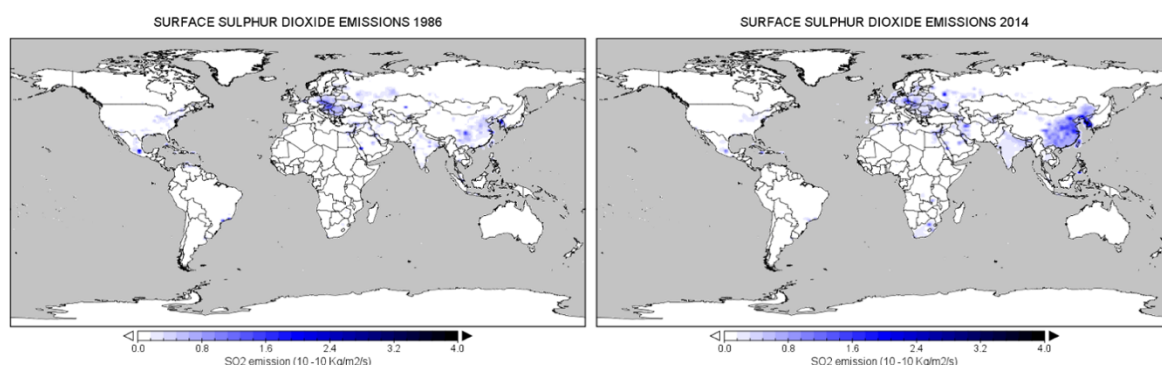 SURFACE SULPHUR DIOXIDE EMISSIONS 1986
0.0 0.8 1.6 2.4 3.2 4.0
SO2 emission (10 -10 Kg/m2/s)
SURFACE SULPHUR DIOXIDE EMISSIONS 2014
0.0 0.8 1.6 2.4 3.2 4.0
SO2 emission (10 -10 Kg/m2/s)